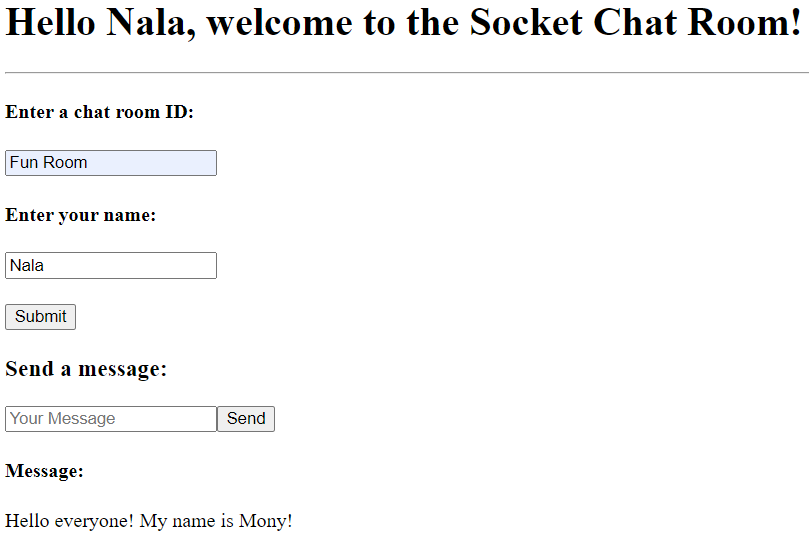 Hello Nala, welcome to the Socket Chat Room!
Enter a chat room ID:
Fun Room
Enter your name:
Nala
Submit
Send a message:
Your Message Send
Message:
Hello everyone! My name is Mony!